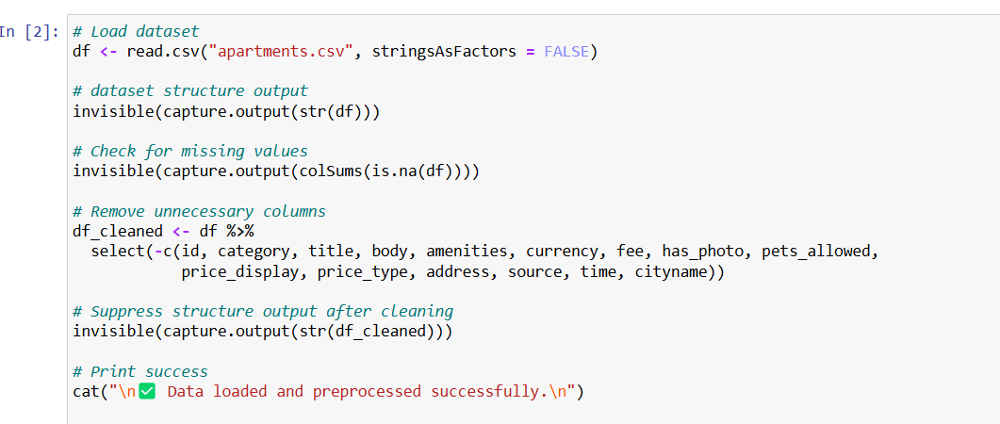 In [2]:
# Load dataset
df <- read.csv("apartments.csv", stringsAsFactors = FALSE)
# dataset structure output
invisible(capture.output(str(df)))
# Check for missing values
invisible(capture.output(colSums(is.na(df))))
# Remove unnecessary columns
df_cleaned <- df %>%
  select(-c(id, category, title, body, amenities, currency, fee, has_photo, pets_allowed,
            price_display, price_type, address, source, time, cityname))
# Suppress structure output after cleaning
invisible(capture.output(str(df_cleaned)))
# Print success
cat("\n✅ Data loaded and preprocessed successfully.\n")